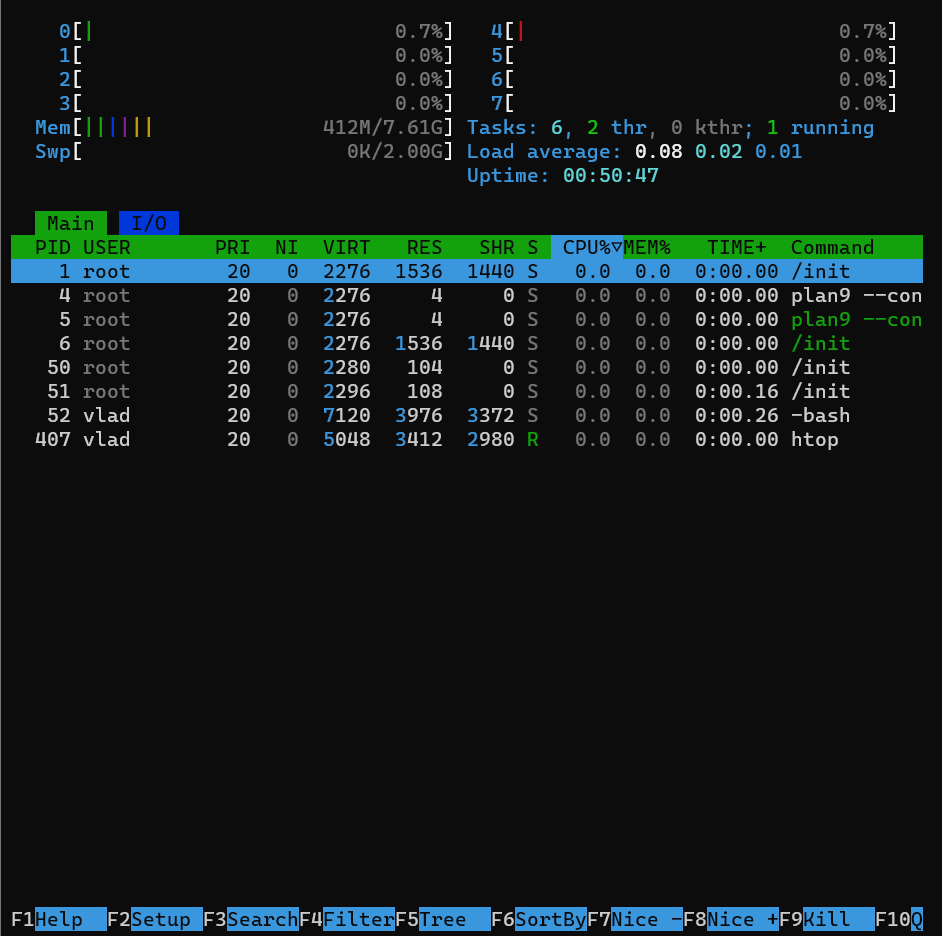 0[| 0.7%] 4[| 0.7%]
1[ 0.0%] 5[ 0.0%]
2[ 0.0%] 6[ 0.0%]
3[ 0.0%] 7[ 0.0%]
Mem[|||||| 412M/7.61G] Tasks: 6, 2 thr, 0 kthr; 1 running
Swp[ 0K/2.00G] Load average: 0.08 0.02 0.01
Uptime: 00:50:47
Main I/O
PID USER PRI NI VIRT RES SHR S CPU%▽MEM% TIME+ Command
1 root 20 0 2276 1536 1440 S 0.0 0.0 0:00.00 /init
4 root 20 0 2276 4 0 S 0.0 0.0 0:00.00 plan9 --con
5 root 20 0 2276 4 0 S 0.0 0.0 0:00.00 plan9 --con
6 root 20 0 2276 1536 1440 S 0.0 0.0 0:00.00 /init
50 root 20 0 2280 104 0 S 0.0 0.0 0:00.00 /init
51 root 20 0 2296 108 0 S 0.0 0.0 0:00.16 /init
52 vlad 20 0 7120 3976 3372 S 0.0 0.0 0:00.26 -bash
407 vlad 20 0 5048 3412 2980 R 0.0 0.0 0:00.00 htop
F1Help F2Setup F3SearchF4FilterF5Tree F6SortByF7Nice -F8Nice +F9Kill F10Q